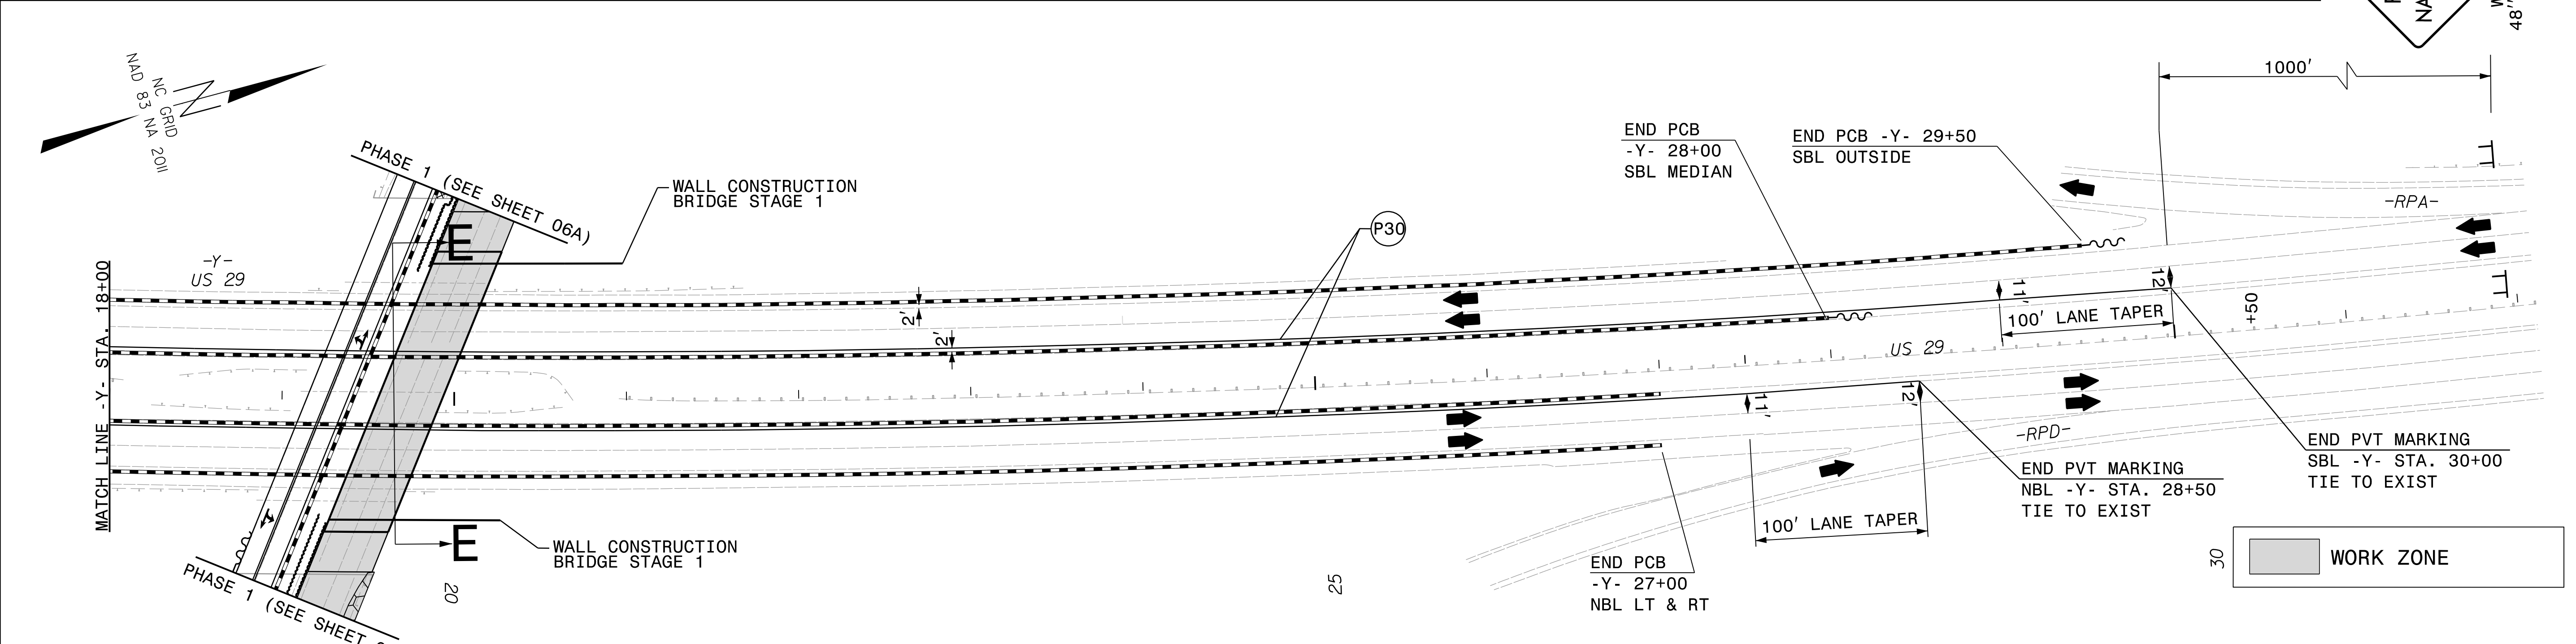 NC GRID
NAD 83 NA 2011
PHASE 1 (SEE SHEET 06A)
WALL CONSTRUCTION
BRIDGE STAGE 1
E
-Y-
US 29
MATCH LINE -Y- STA. 18+00
2'
2'
P30
END PCB
-Y- 28+00
SBL MEDIAN
END PCB -Y- 29+50
SBL OUTSIDE
1000'
48"
NA
-RPA-
11'
12'
100' LANE TAPER
+50
US 29
11'
12'
-RPD-
100' LANE TAPER
END PVT MARKING
SBL -Y- STA. 30+00
TIE TO EXIST
END PVT MARKING
NBL -Y- STA. 28+50
TIE TO EXIST
E
WALL CONSTRUCTION
BRIDGE STAGE 1
PHASE 1 (SEE SHEET
20
25
END PCB
-Y- 27+00
NBL LT & RT
30
WORK ZONE